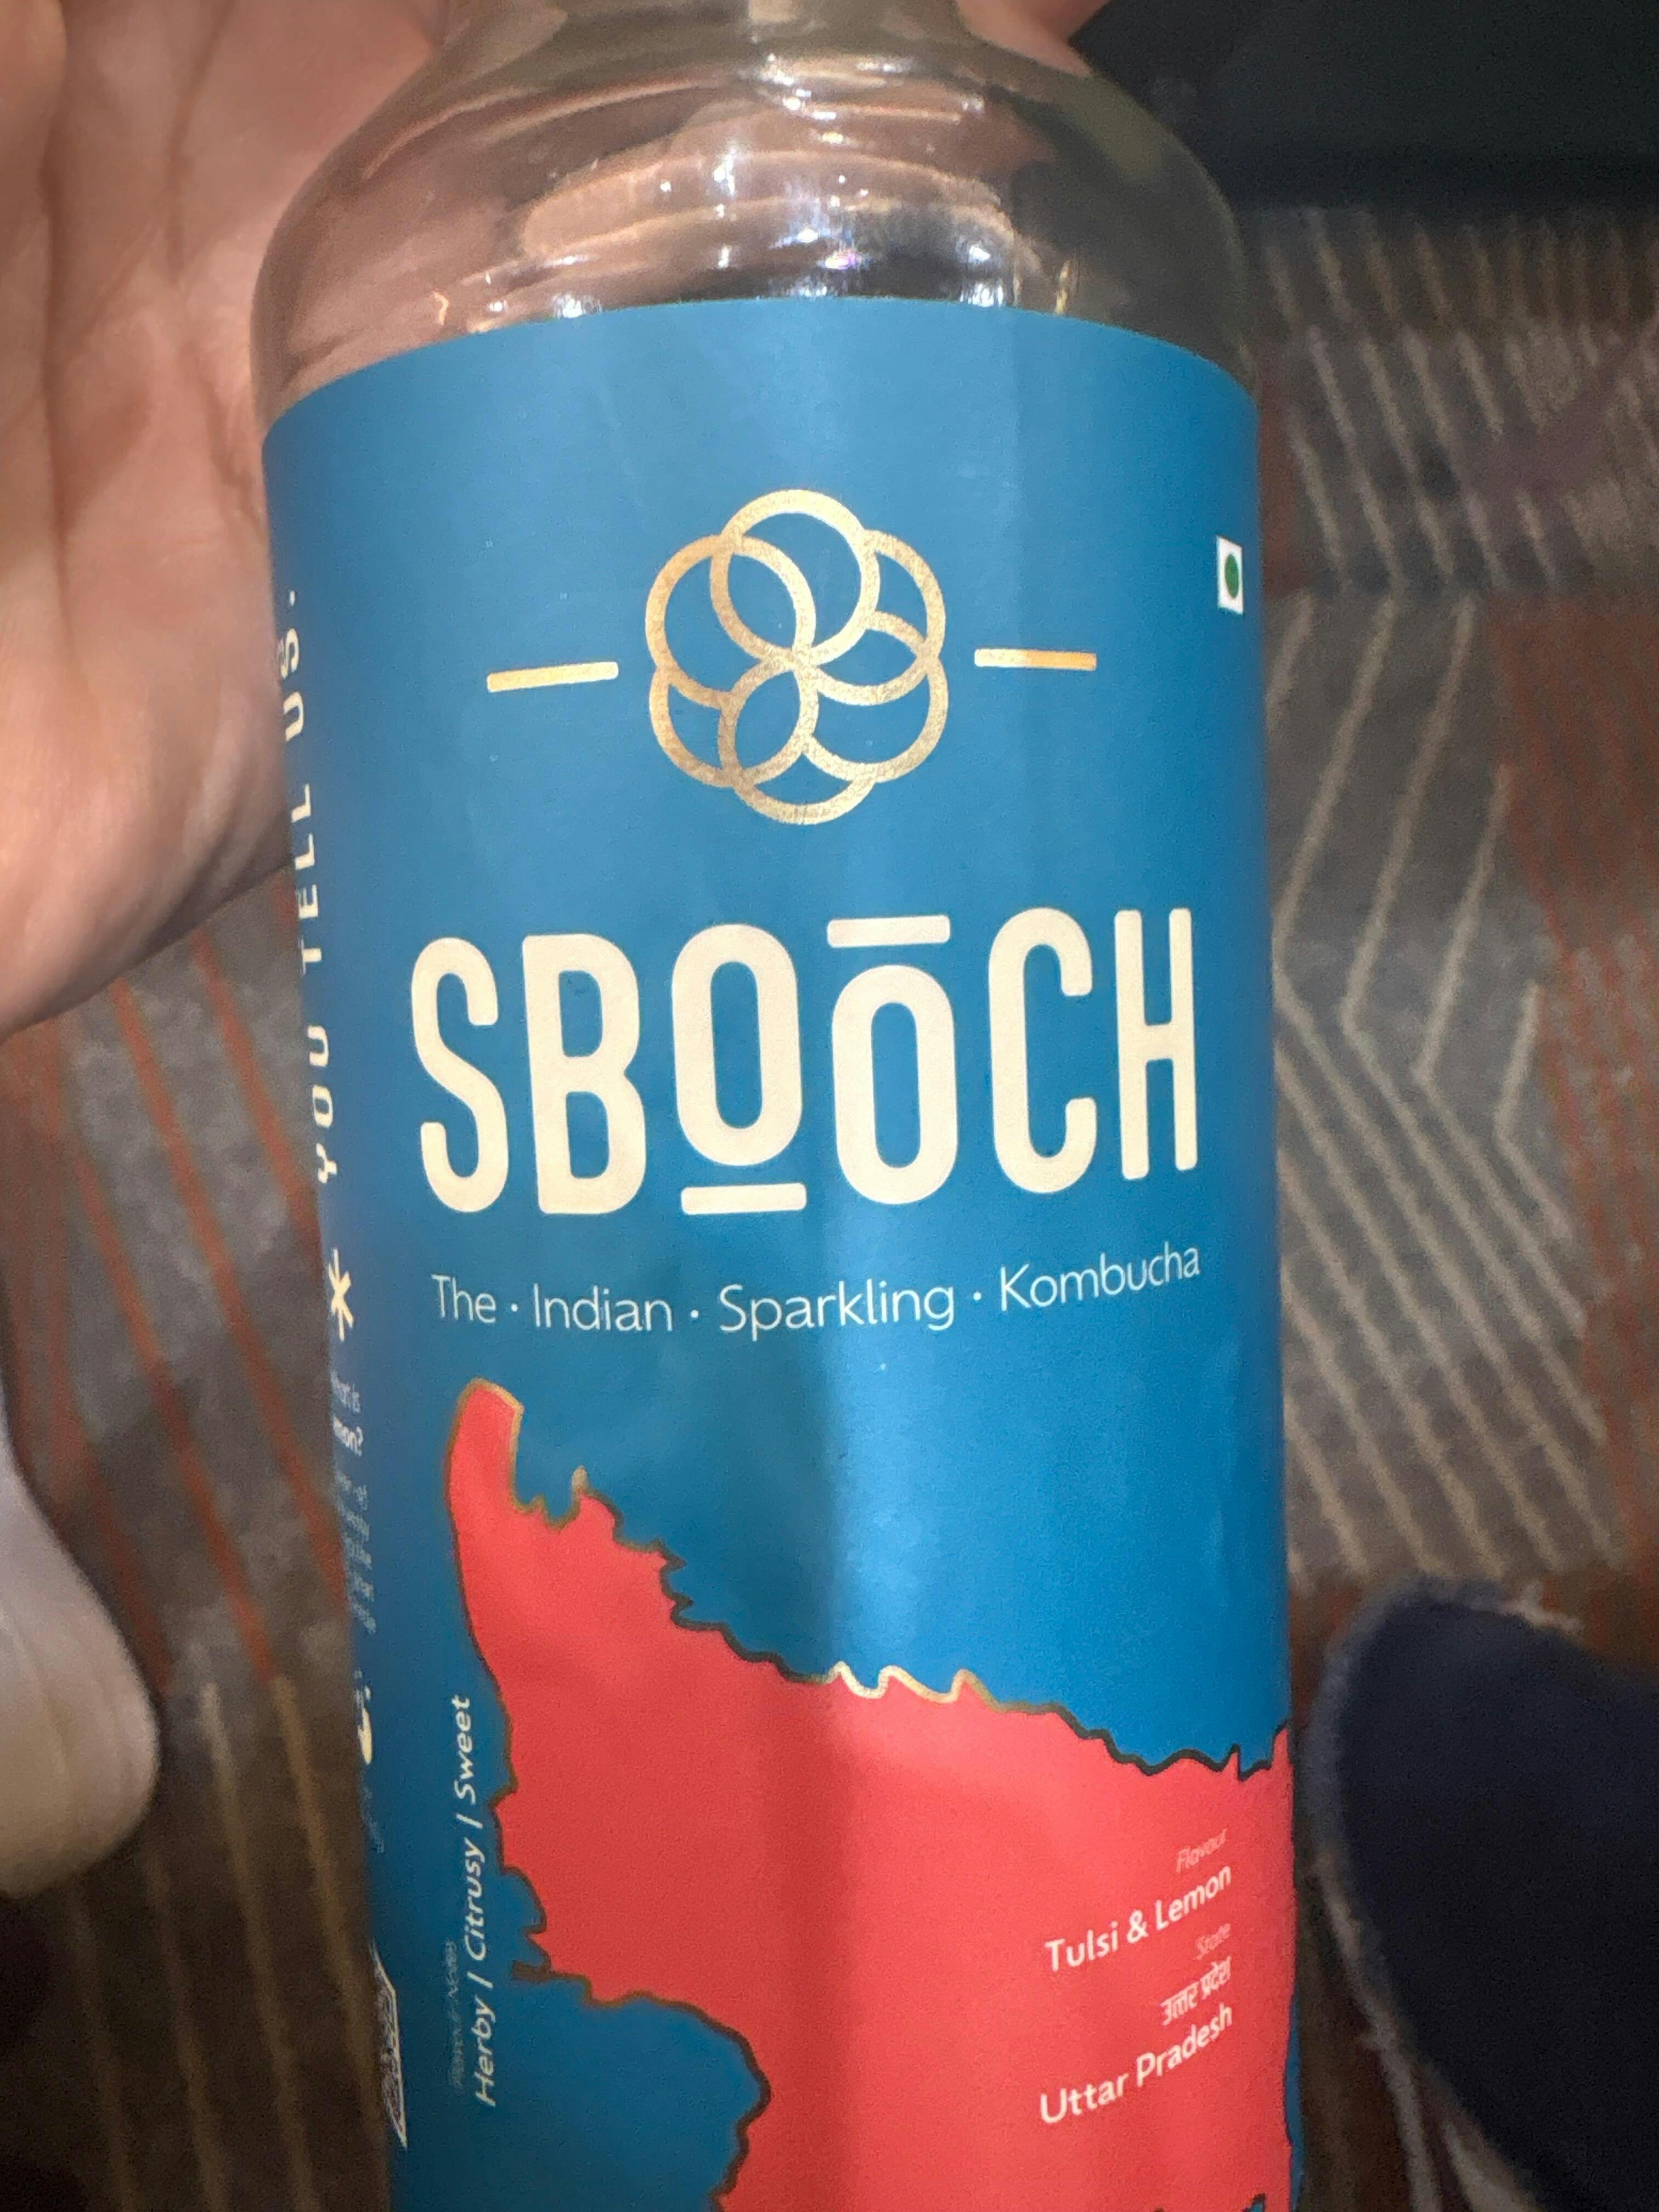 SBOŌCH
The · Indian · Sparkling · Kombucha
Flavour
Tulsi & Lemon
State
उत्तर प्रदेश
Uttar Pradesh
Herby | Citrusy | Sweet
* YOU TELL US.